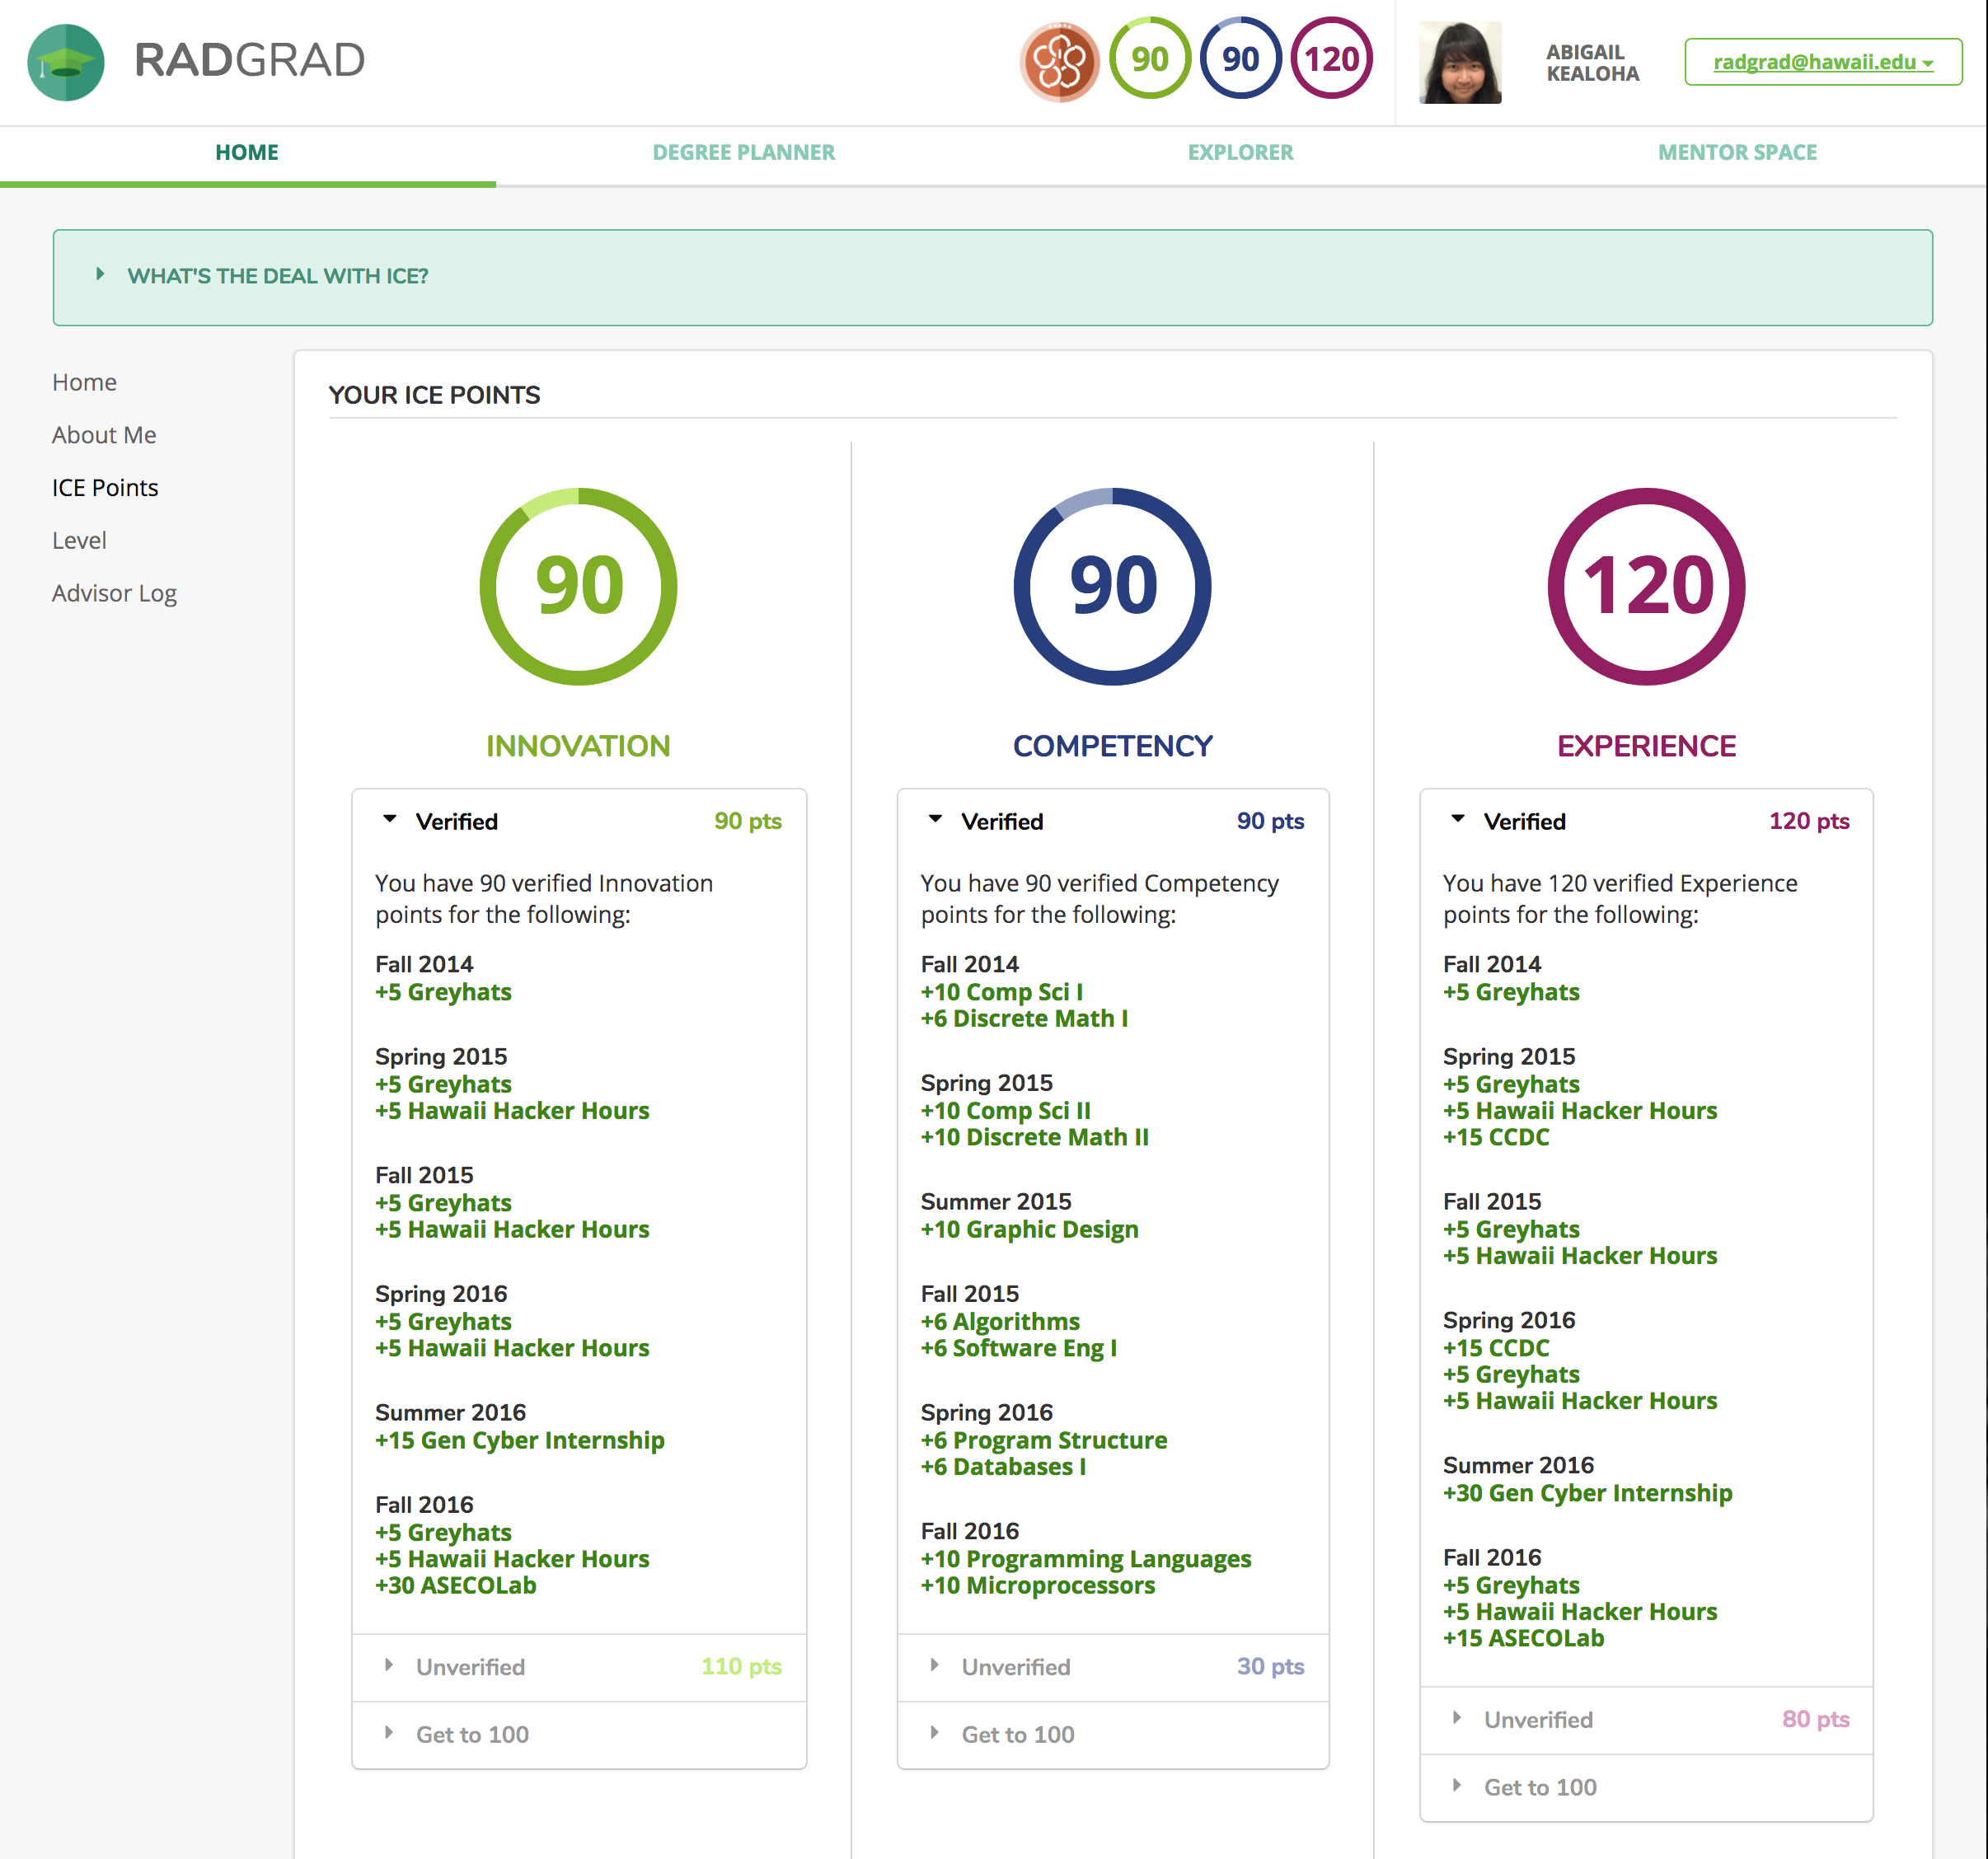 RADGRAD
90
90
120
ABIGAIL
KEALOHA
radgrad@hawaii.edu
HOME
DEGREE PLANNER
EXPLORER
MENTOR SPACE
WHAT'S THE DEAL WITH ICE?
Home
About Me
ICE Points
Level
Advisor Log
YOUR ICE POINTS
90
INNOVATION
Verified 90 pts
You have 90 verified Innovation
points for the following:
Fall 2014
+5 Greyhats
Spring 2015
+5 Greyhats
+5 Hawaii Hacker Hours
Fall 2015
+5 Greyhats
+5 Hawaii Hacker Hours
Spring 2016
+5 Greyhats
+5 Hawaii Hacker Hours
Summer 2016
+15 Gen Cyber Internship
Fall 2016
+5 Greyhats
+5 Hawaii Hacker Hours
+30 ASECOLab
Unverified 110 pts
Get to 100
90
COMPETENCY
Verified 90 pts
You have 90 verified Competency
points for the following:
Fall 2014
+10 Comp Sci I
+6 Discrete Math I
Spring 2015
+10 Comp Sci II
+10 Discrete Math II
Summer 2015
+10 Graphic Design
Fall 2015
+6 Algorithms
+6 Software Eng I
Spring 2016
+6 Program Structure
+6 Databases I
Fall 2016
+10 Programming Languages
+10 Microprocessors
Unverified 30 pts
Get to 100
120
EXPERIENCE
Verified 120 pts
You have 120 verified Experience
points for the following:
Fall 2014
+5 Greyhats
Spring 2015
+5 Greyhats
+5 Hawaii Hacker Hours
+15 CCDC
Fall 2015
+5 Greyhats
+5 Hawaii Hacker Hours
Spring 2016
+15 CCDC
+5 Greyhats
+5 Hawaii Hacker Hours
Summer 2016
+30 Gen Cyber Internship
Fall 2016
+5 Greyhats
+5 Hawaii Hacker Hours
+15 ASECOLab
Unverified 80 pts
Get to 100